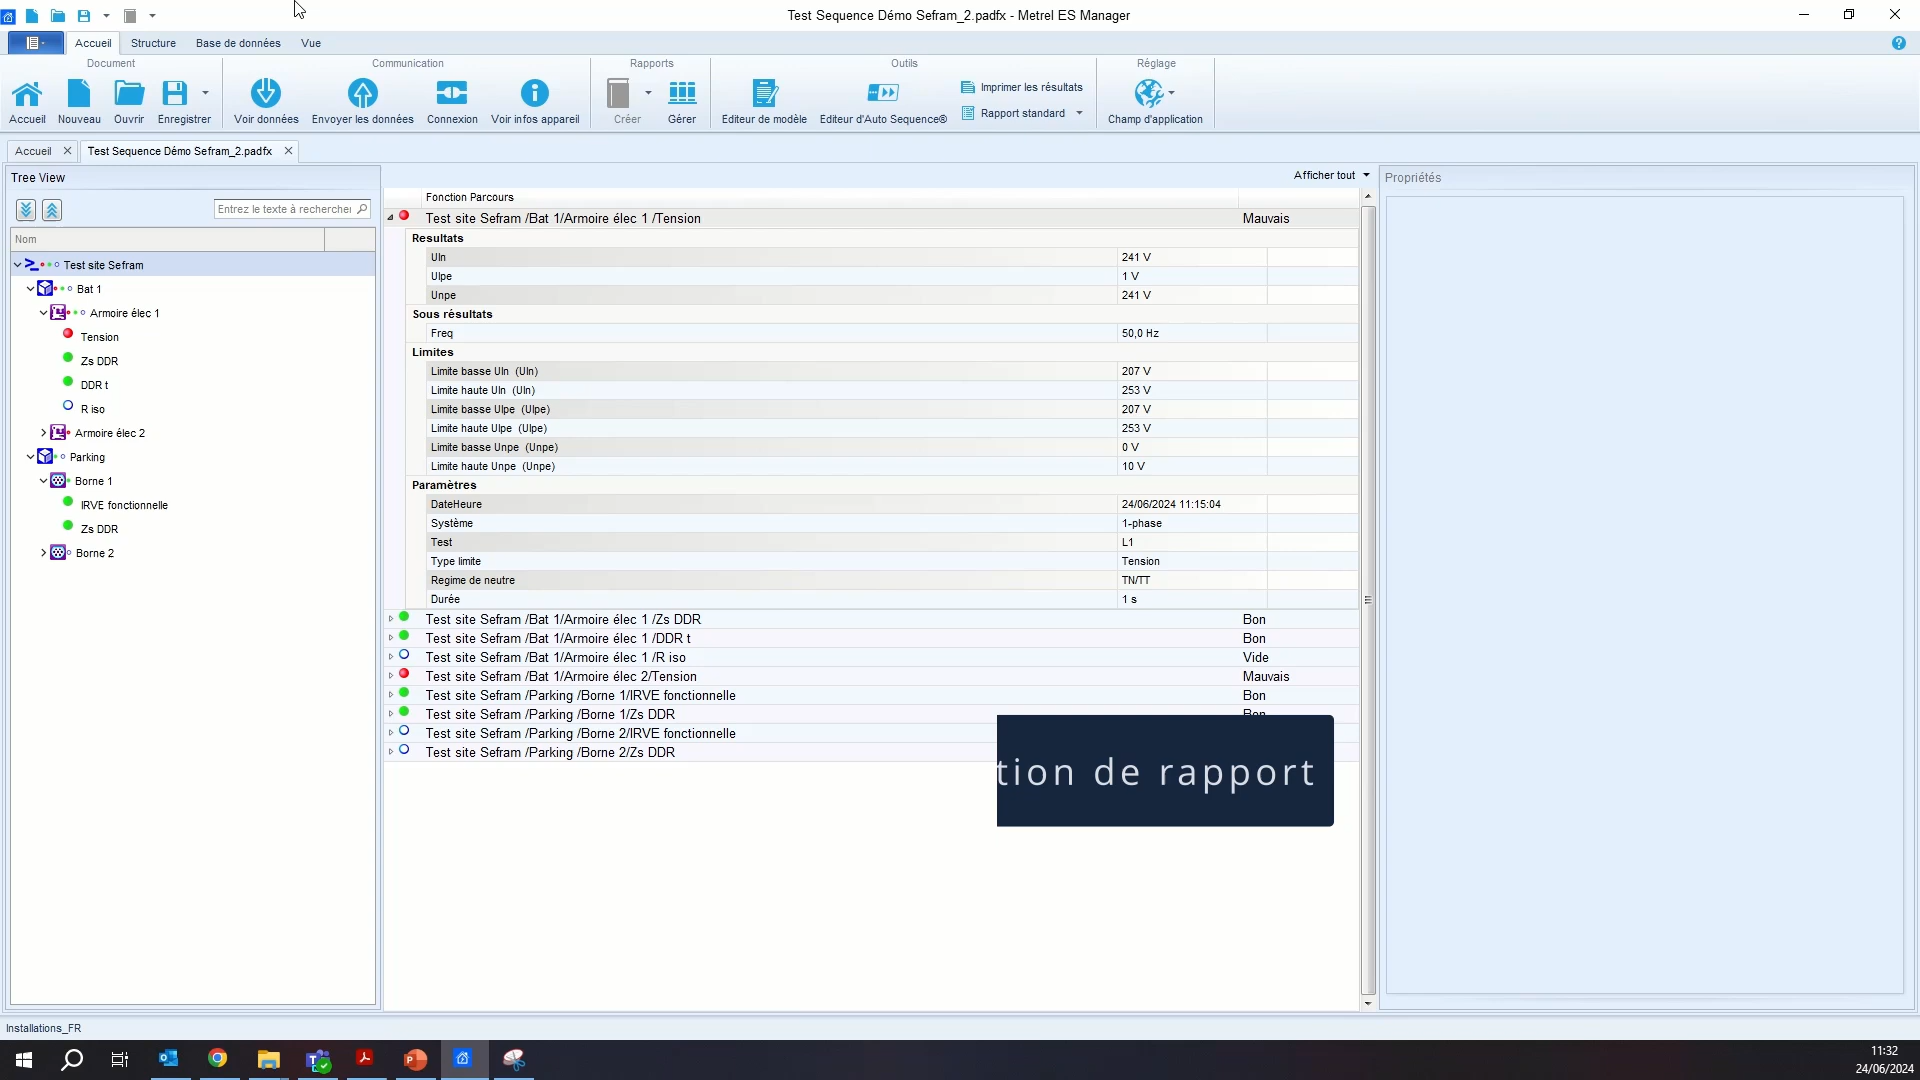 Test Sequence Démo Sefram_2.padfx - Metrel ES Manager
Accueil Structure Base de données Vue
Document Communication Rapports Outils Réglage
Accueil Nouveau Ouvrir Enregistrer Voir données Envoyer les données Connexion Voir infos appareil Créer Gérer Editeur de modèle Editeur d'Auto Sequence® Imprimer les résultats Rapport standard Champ d'application
Accueil Test Sequence Démo Sefram_2.padfx
Tree View
Entrez le texte à recherchei
Nom
Test site Sefram
Bat 1
Armoire élec 1
Tension
Zs DDR
DDR t
R iso
Armoire élec 2
Parking
Borne 1
IRVE fonctionnelle
Zs DDR
Borne 2
Afficher tout
Fonction Parcours
Test site Sefram /Bat 1/Armoire élec 1 /Tension Mauvais
Resultats
Uln 241 V
Ulpe 1 V
Unpe 241 V
Sous résultats
Freq 50,0 Hz
Limites
Limite basse Uln (Uln) 207 V
Limite haute Uln (Uln) 253 V
Limite basse Ulpe (Ulpe) 207 V
Limite haute Ulpe (Ulpe) 253 V
Limite basse Unpe (Unpe) 0 V
Limite haute Unpe (Unpe) 10 V
Paramètres
DateHeure 24/06/2024 11:15:04
Système 1-phase
Test L1
Type limite Tension
Regime de neutre TN/TT
Durée 1 s
Test site Sefram /Bat 1/Armoire élec 1 /Zs DDR Bon
Test site Sefram /Bat 1/Armoire élec 1 /DDR t Bon
Test site Sefram /Bat 1/Armoire élec 1 /R iso Vide
Test site Sefram /Bat 1/Armoire élec 2/Tension Mauvais
Test site Sefram /Parking /Borne 1/IRVE fonctionnelle Bon
Test site Sefram /Parking /Borne 1/Zs DDR Bon
Test site Sefram /Parking /Borne 2/IRVE fonctionnelle
Test site Sefram /Parking /Borne 2/Zs DDR
tion de rapport
Propriétés
Installations_FR
11:32
24/06/2024